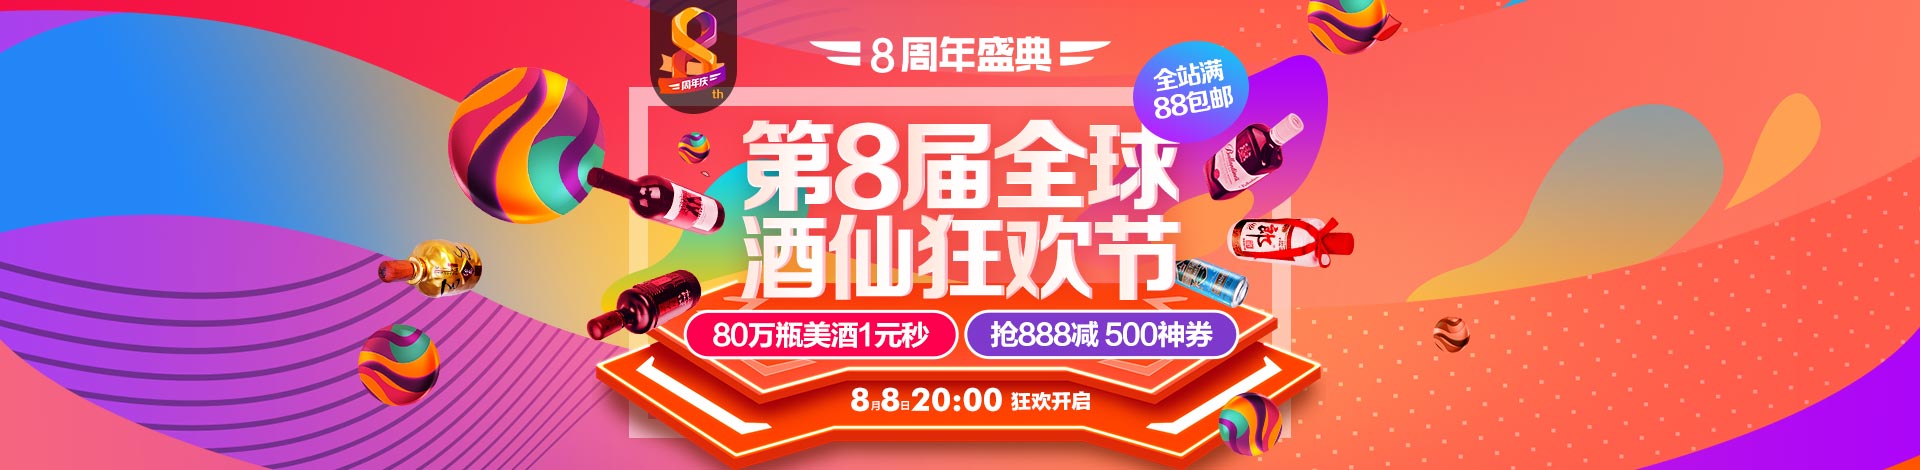 周年庆
th
8周年盛典
全站满
88包邮
第8届全球
酒仙狂欢节
80万瓶美酒1元秒
抢888减 500神券
8月8日20:00 狂欢开启